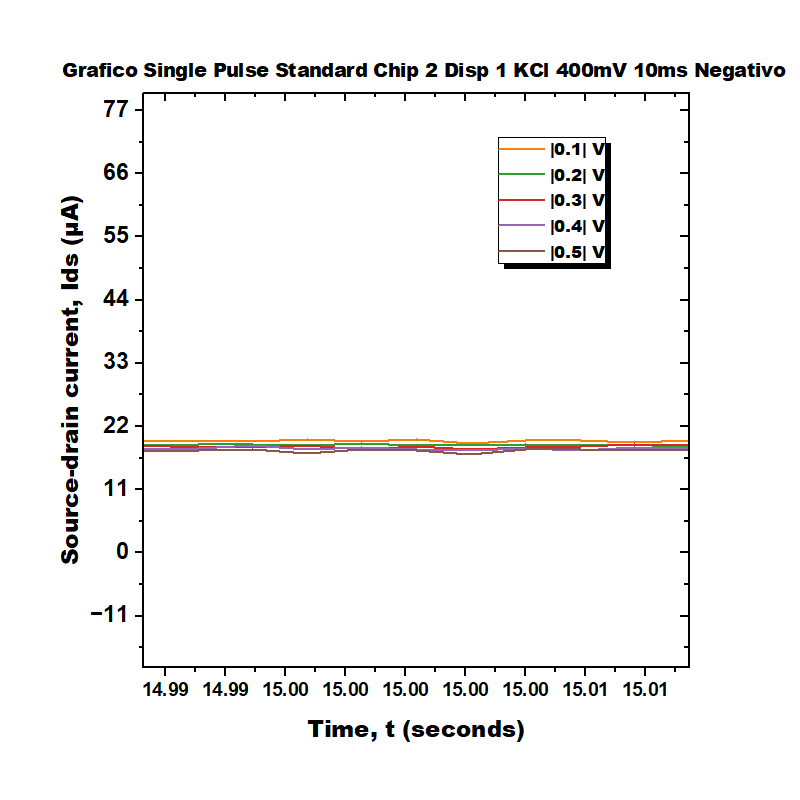 Grafico Single Pulse Standard Chip 2 Disp 1 KCl 400mV 10ms Negativo
77
66
55
44
33
22
11
0
−11
Source-drain current, Ids (µA)
|0.1| V
|0.2| V
|0.3| V
|0.4| V
|0.5| V
14.99 14.99 15.00 15.00 15.00 15.00 15.00 15.01 15.01
Time, t (seconds)